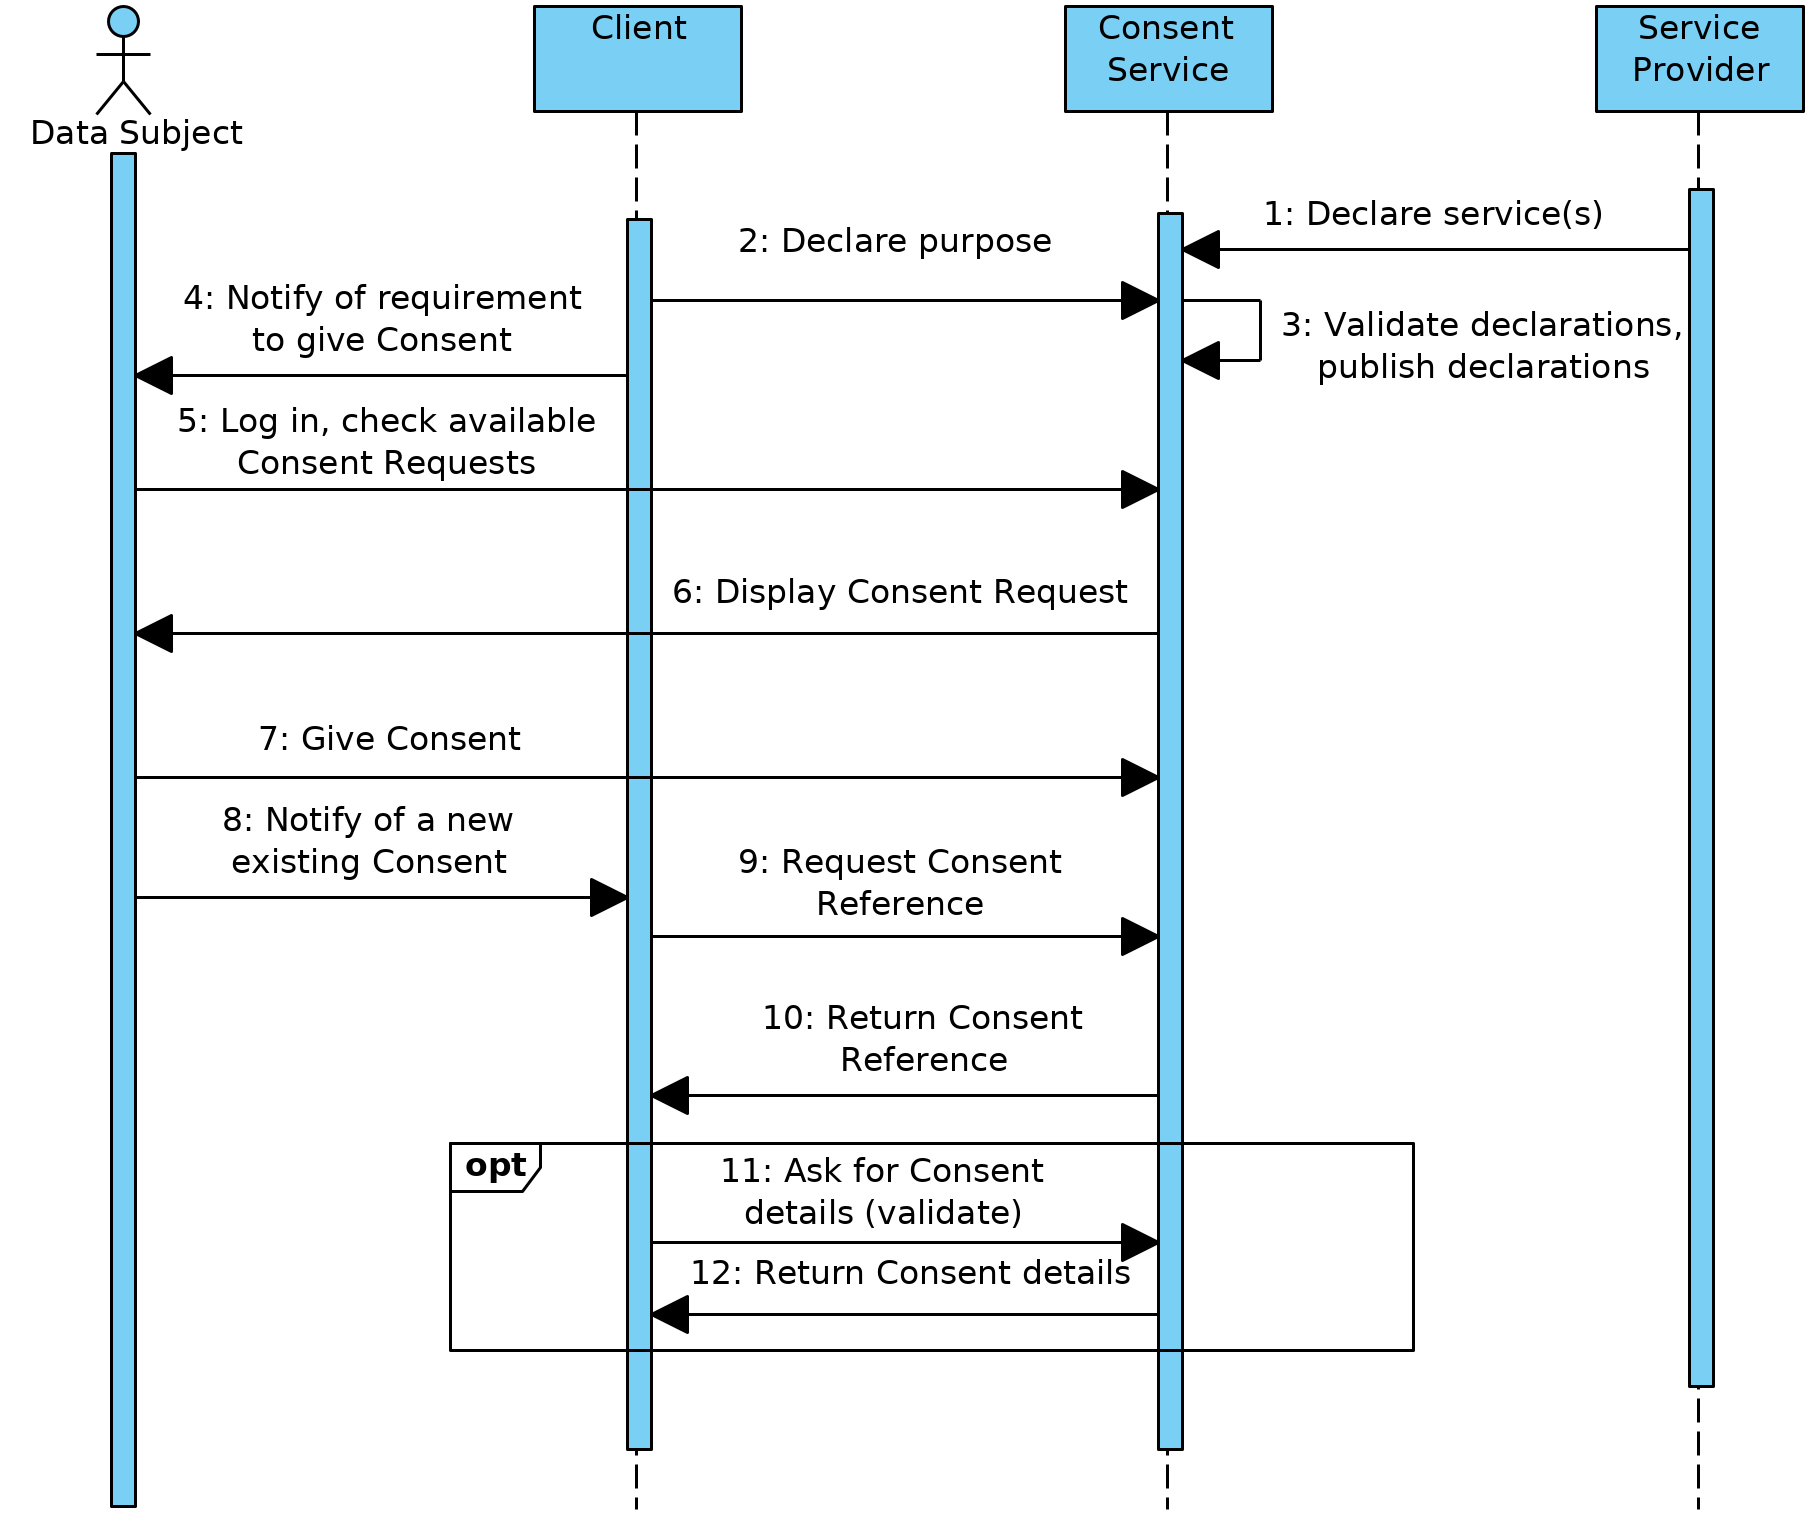 Client
Consent
Service
Service
Provider
Data Subject
1: Declare service(s)
2: Declare purpose
3: Validate declarations,
publish declarations
4: Notify of requirement
to give Consent
5: Log in, check available
Consent Requests
6: Display Consent Request
7: Give Consent
8: Notify of a new
existing Consent
9: Request Consent
Reference
10: Return Consent
Reference
opt
11: Ask for Consent
details (validate)
12: Return Consent details